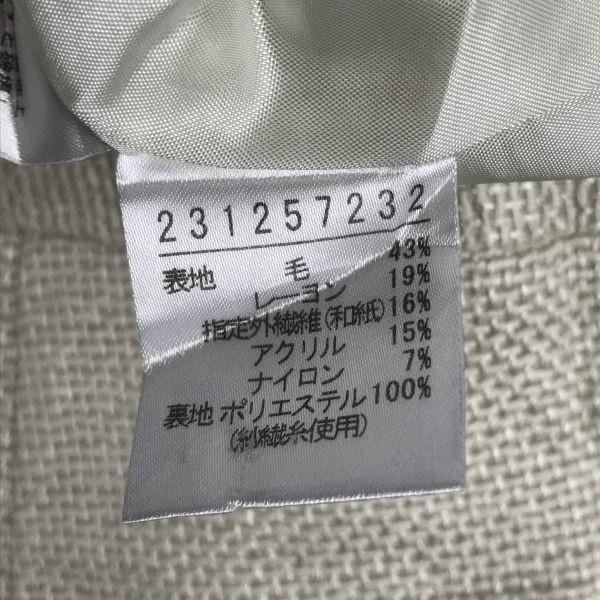 231257232
表地 毛 43%
レーヨン 19%
指定外繊維(和紙) 16%
アクリル 15%
ナイロン 7%
裏地 ポリエステル 100%
(紗繊糸使用)